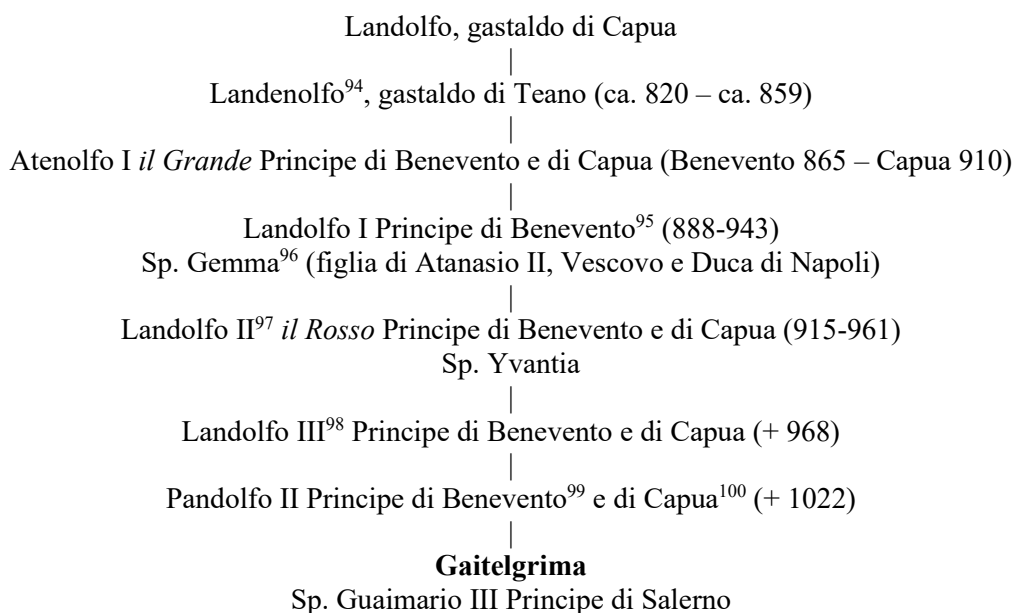 Landolfo, gastaldo di Capua
|
Landenolfo⁹⁴, gastaldo di Teano (ca. 820 – ca. 859)
|
Atenolfo I il Grande Principe di Benevento e di Capua (Benevento 865 – Capua 910)
|
Landolfo I Principe di Benevento⁹⁵ (888-943)
Sp. Gemma⁹⁶ (figlia di Atanasio II, Vescovo e Duca di Napoli)
|
Landolfo II⁹⁷ il Rosso Principe di Benevento e di Capua (915-961)
Sp. Yvantia
|
Landolfo III⁹⁸ Principe di Benevento e di Capua (+ 968)
|
Pandolfo II Principe di Benevento⁹⁹ e di Capua¹⁰⁰ (+ 1022)
|
Gaitelgrima
Sp. Guaimario III Principe di Salerno